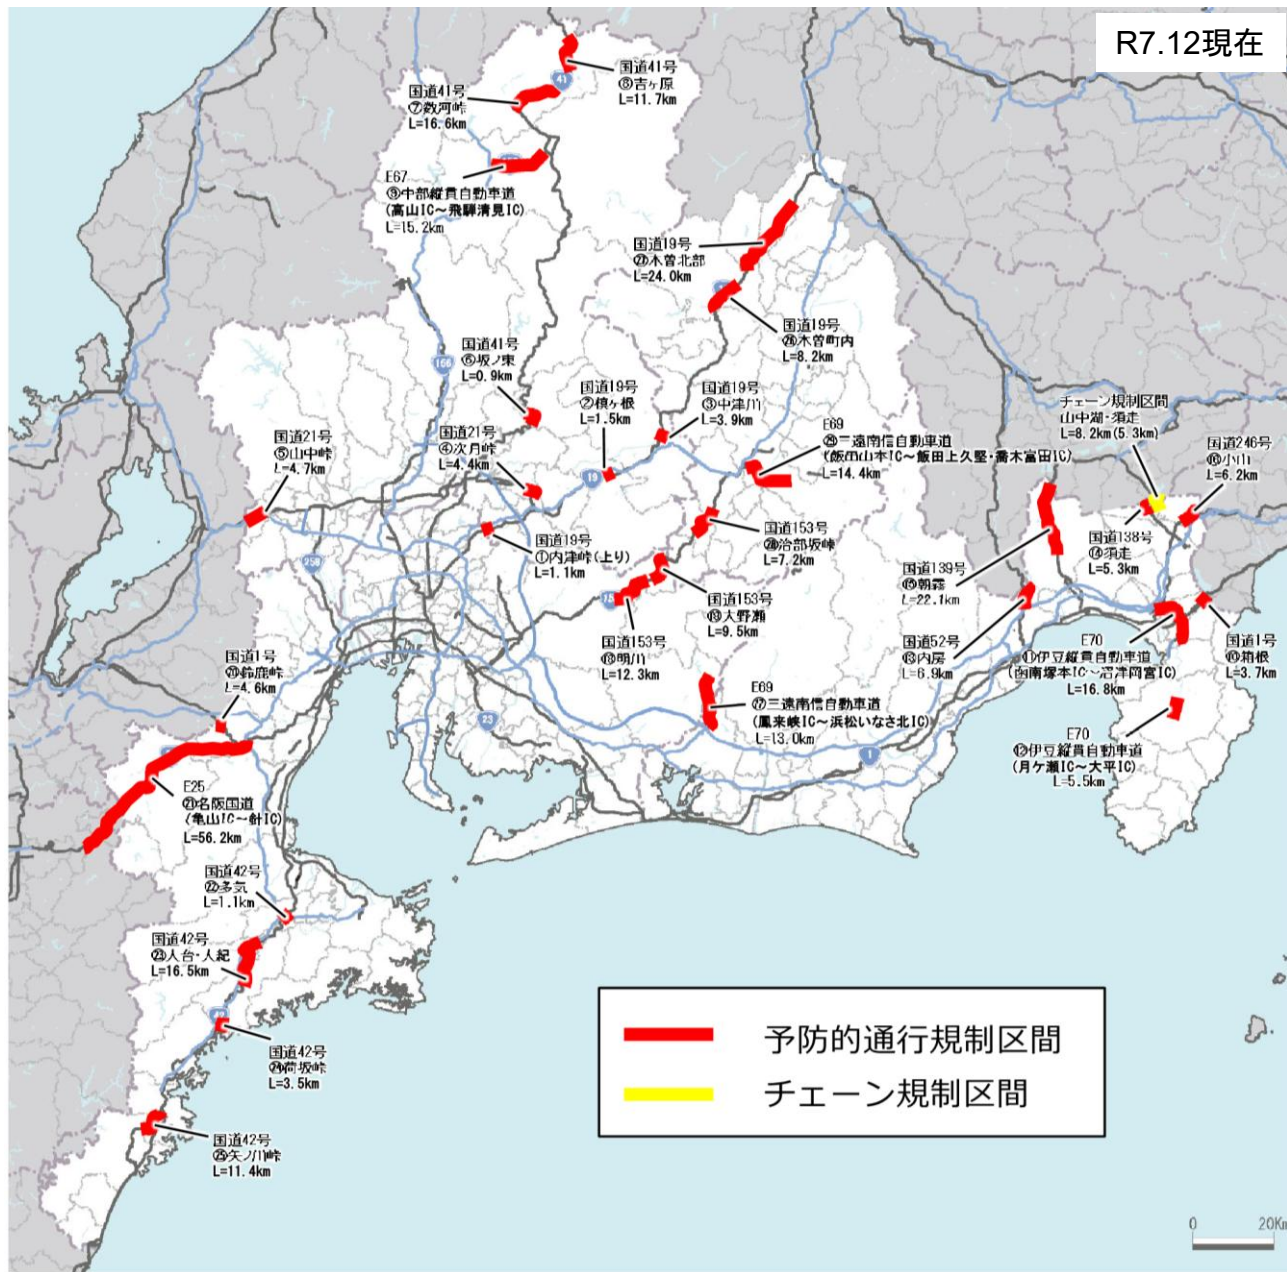 R7.12現在
国道41号
⑧吉ヶ原
L=11.7km
41
国道41号
⑦数河峠
L=16.6km
E67
⑨中部縦貫自動車道
(高山IC～飛騨清見IC)
L=15.2km
国道19号
L=24.0km
木曽北部
国道19号
木曽町内
L=8.2km
国道41号
⑥坂ノ東
L=0.9km
国道19号
②槙ヶ根
L=1.5km
国道19号
③中津川
L=3.9km
E69
三遠南信自動車道
(飯田山本IC～飯田上久堅・喬木富田IC)
L=14.4km
チェーン規制区間
山中湖・須走
L=8.2km(5.3km)
国道246号
⑯小山
L=6.2km
国道21号
⑤山中峠
L=4.7km
国道21号
④次月峠
L=4.4km
19
国道19号
①内津峠(上り)
L=1.1km
258
国道153号
治部坂峠
L=7.2km
国道138号
⑭須走
L=5.3km
国道139号
⑮朝霧
L=22.1km
国道153号
⑲大野瀬
L=9.5km
国道153号
⑱明川
L=12.3km
国道52号
⑬内房
L=6.9km
E70
⑪伊豆縦貫自動車道
(函南塚本IC～沼津岡宮IC)
L=16.8km
国道1号
⑩箱根
L=3.7km
国道1号
⑳鈴鹿峠
L=4.6km
E69
㉗三遠南信自動車道
(鳳来峡IC～浜松いなさ北IC)
L=13.0km
23
1
E70
⑫伊豆縦貫自動車道
(月ケ瀬IC～大平IC)
L=5.5km
E25
㉑名阪国道
(亀山IC～針IC)
L=56.2km
国道42号
㉒多気
L=1.1km
国道42号
㉓大台・大紀
L=16.5km
42
国道42号
㉔荷坂峠
L=3.5km
国道42号
㉕矢ノ川峠
L=11.4km
予防的通行規制区間
チェーン規制区間
0 20Km